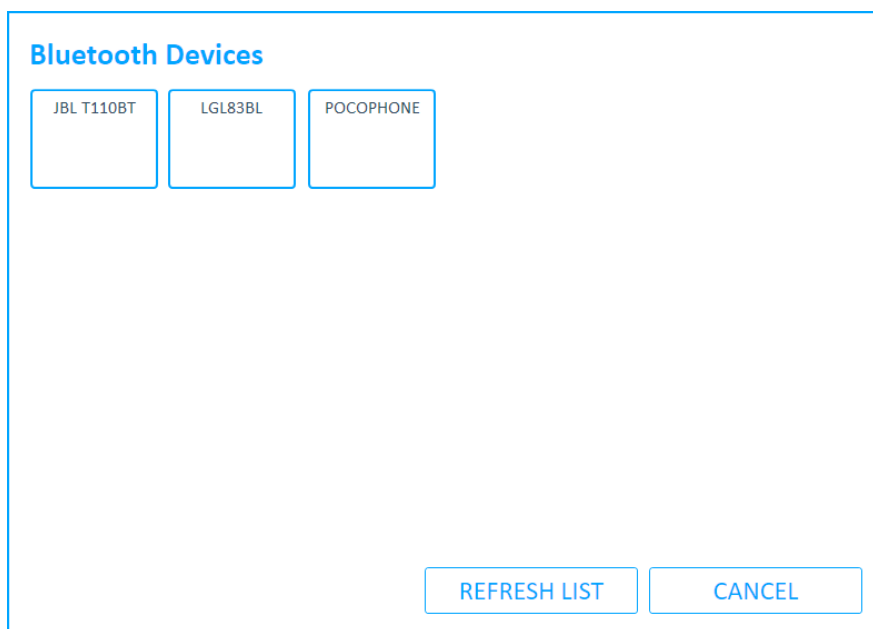 Bluetooth Devices
JBL T110BT LGL83BL POCOPHONE
REFRESH LIST CANCEL